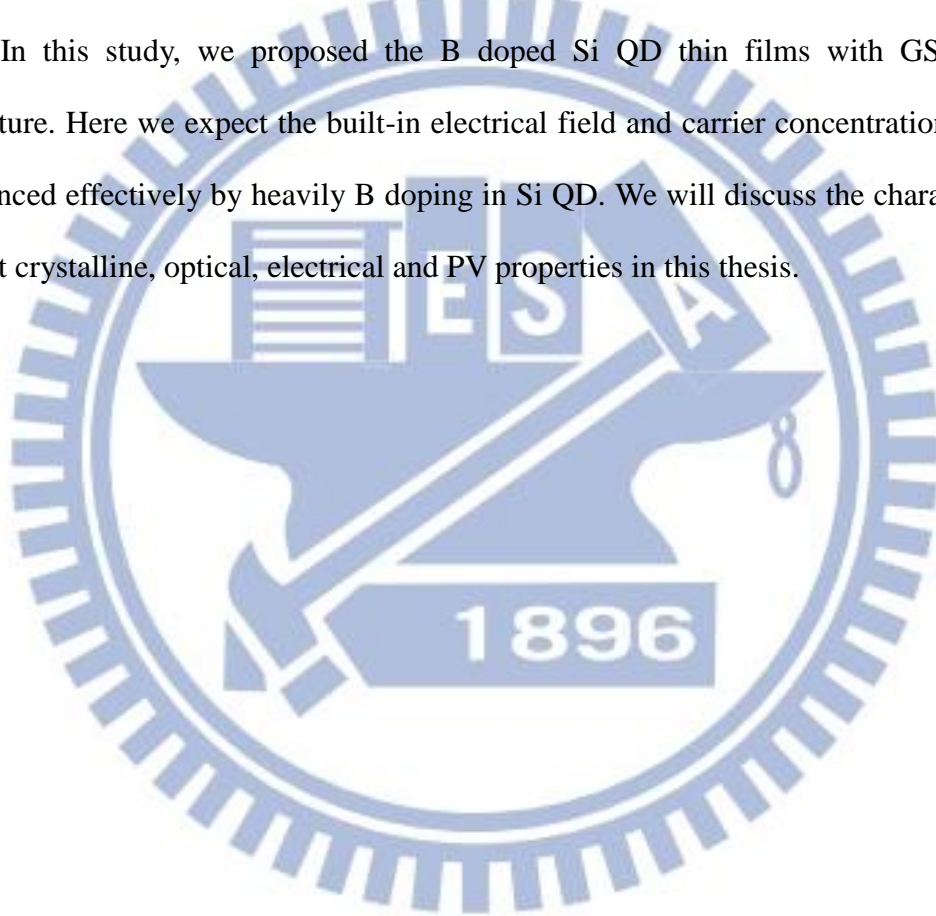 In this study, we proposed the B doped Si QD thin films with GS
ture. Here we expect the built-in electrical field and carrier concentration
nced effectively by heavily B doping in Si QD. We will discuss the chara
t crystalline, optical, electrical and PV properties in this thesis.
E S A
1896